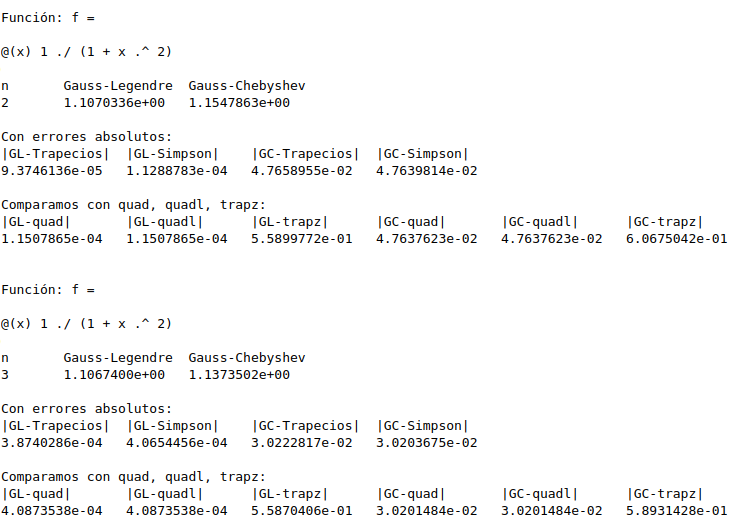 Función: f =
@(x) 1 ./ (1 + x .^ 2)
n Gauss-Legendre Gauss-Chebyshev
2 1.1070336e+00 1.1547863e+00
Con errores absolutos:
|GL-Trapecios| |GL-Simpson| |GC-Trapecios| |GC-Simpson|
9.3746136e-05 1.1288783e-04 4.7658955e-02 4.7639814e-02
Comparamos con quad, quadl, trapz:
|GL-quad| |GL-quadl| |GL-trapz| |GC-quad| |GC-quadl| |GC-trapz|
1.1507865e-04 1.1507865e-04 5.5899772e-01 4.7637623e-02 4.7637623e-02 6.0675042e-01
Función: f =
@(x) 1 ./ (1 + x .^ 2)
n Gauss-Legendre Gauss-Chebyshev
3 1.1067400e+00 1.1373502e+00
Con errores absolutos:
|GL-Trapecios| |GL-Simpson| |GC-Trapecios| |GC-Simpson|
3.8740286e-04 4.0654456e-04 3.0222817e-02 3.0203675e-02
Comparamos con quad, quadl, trapz:
|GL-quad| |GL-quadl| |GL-trapz| |GC-quad| |GC-quadl| |GC-trapz|
4.0873538e-04 4.0873538e-04 5.5870406e-01 3.0201484e-02 3.0201484e-02 5.8931428e-01